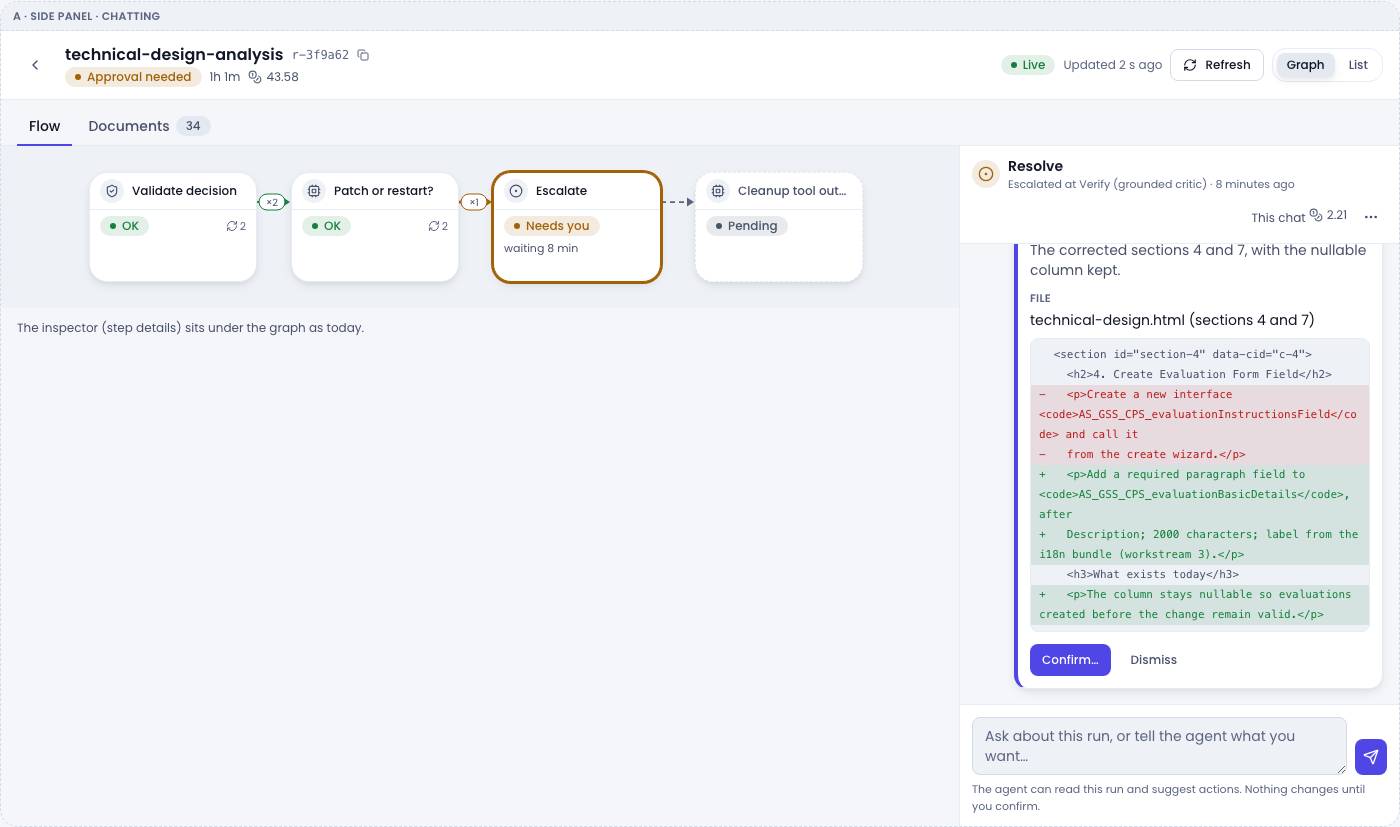 A · SIDE PANEL · CHATTING
technical-design-analysis r-3f9a62
Approval needed 1h 1m 43.58
Live Updated 2 s ago Refresh Graph List
Flow Documents 34
Validate decision
OK 2
×2
Patch or restart?
OK 2
×1
Escalate
Needs you
waiting 8 min
Cleanup tool out...
Pending
The inspector (step details) sits under the graph as today.
Resolve
Escalated at Verify (grounded critic) · 8 minutes ago
This chat 2.21
The corrected sections 4 and 7, with the nullable
column kept.
FILE
technical-design.html (sections 4 and 7)
<section id="section-4" data-cid="c-4">
<h2>4. Create Evaluation Form Field</h2>
- <p>Create a new interface
<code>AS_GSS_CPS_evaluationInstructionsField</co
de> and call it
- from the create wizard.</p>
+ <p>Add a required paragraph field to
<code>AS_GSS_CPS_evaluationBasicDetails</code>,
after
+ Description; 2000 characters; label from the
i18n bundle (workstream 3).</p>
<h3>What exists today</h3>
+ <p>The column stays nullable so evaluations
created before the change remain valid.</p>
Confirm... Dismiss
Ask about this run, or tell the agent what you
want...
The agent can read this run and suggest actions. Nothing changes until
you confirm.